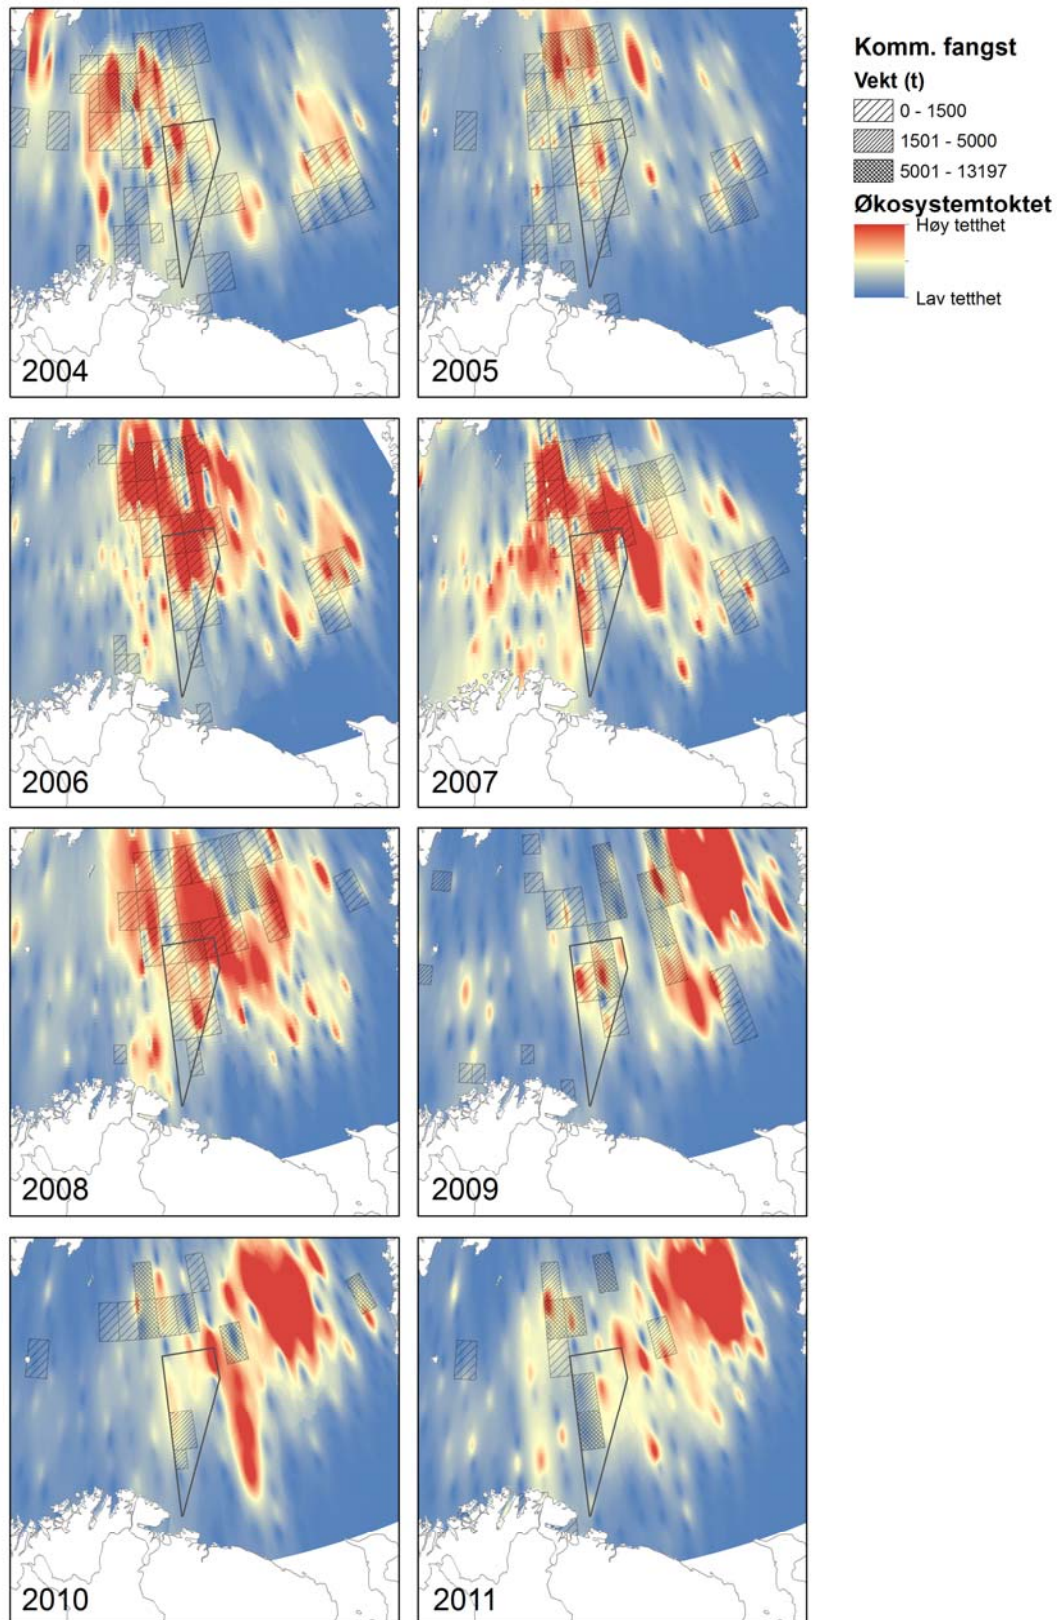 Komm. fangst
Vekt (t)
0 - 1500
1501 - 5000
5001 - 13197
Økosystemtoktet
Høy tetthet
Lav tetthet
2004
2005
2006
2007
2008
2009
2010
2011